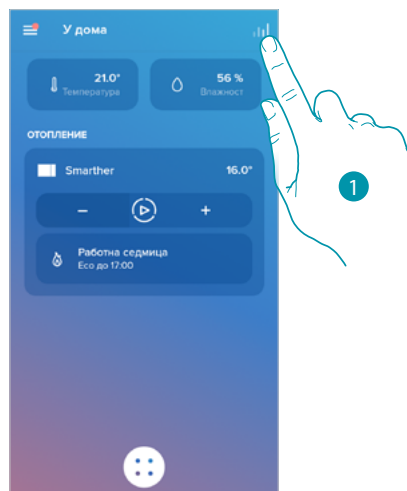 У дома
21.0°
Температура
56 %
Влажност
ОТОПЛЕНИЕ
Smarther
16.0°
− +
Работна седмица
Eco до 17:00
1